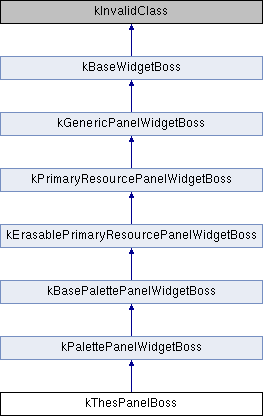 kInvalidClass
kBaseWidgetBoss
kGenericPanelWidgetBoss
kPrimaryResourcePanelWidgetBoss
kErasablePrimaryResourcePanelWidgetBoss
kBasePalettePanelWidgetBoss
kPalettePanelWidgetBoss
kThesPanelBoss